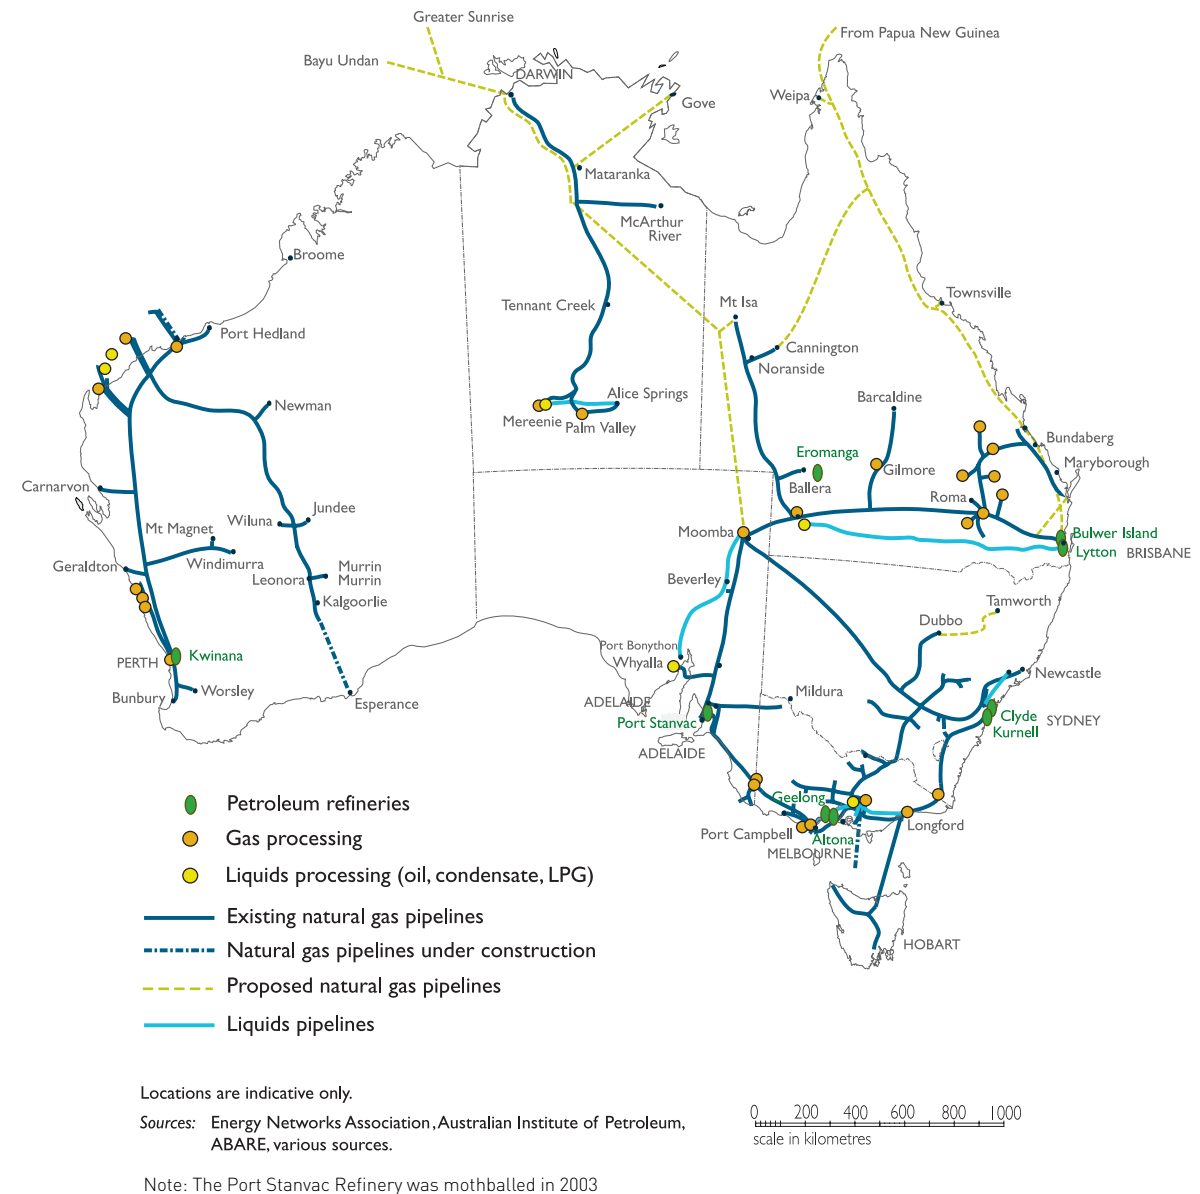 Greater Sunrise
From Papua New Guinea
Bayu Undan
DARWIN
Weipa
Gove
Mataranka
McArthur
River
Broome
Tennant Creek
Mt Isa
Townsville
Port Hedland
Cannington
Noranside
Newman
Alice Springs
Mereenie
Palm Valley
Barcaldine
Bundaberg
Eromanga
Maryborough
Gilmore
Ballera
Roma
Carnarvon
Jundee
Wiluna
Mt Magnet
Windimurra
Moomba
Bulwer Island
Lytton
BRISBANE
Geraldton
Murrin
Murrin
Leonora
Beverley
Kalgoorlie
Tamworth
Dubbo
Port Bonython
Whyalla
PERTH
Kwinana
Newcastle
Worsley
Bunbury
Esperance
Mildura
ADELAIDE
Port Stanvac
Clyde
Kurnell
SYDNEY
ADELAIDE
Geelong
Port Campbell
Altona
MELBOURNE
Longford
HOBART
Petroleum refineries
Gas processing
Liquids processing (oil, condensate, LPG)
Existing natural gas pipelines
Natural gas pipelines under construction
Proposed natural gas pipelines
Liquids pipelines
Locations are indicative only.
Sources: Energy Networks Association, Australian Institute of Petroleum,
ABARE, various sources.
0 200 400 600 800 1000
scale in kilometres
Note: The Port Stanvac Refinery was mothballed in 2003